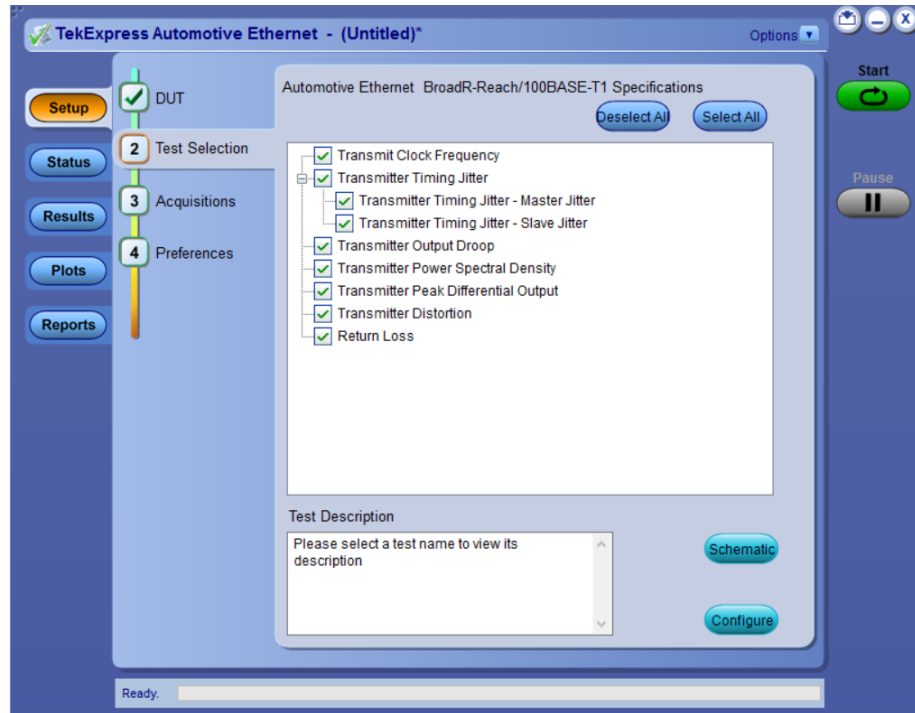 TekExpress Automotive Ethernet - (Untitled)*
Options
Start
Setup
DUT
Automotive Ethernet BroadR-Reach/100BASE-T1 Specifications
Deselect All
Select All
2 Test Selection
Status
3 Acquisitions
Pause
Results
4 Preferences
Plots
Reports
Transmit Clock Frequency
Transmitter Timing Jitter
Transmitter Timing Jitter - Master Jitter
Transmitter Timing Jitter - Slave Jitter
Transmitter Output Droop
Transmitter Power Spectral Density
Transmitter Peak Differential Output
Transmitter Distortion
Return Loss
Test Description
Please select a test name to view its
description
Schematic
Configure
Ready.